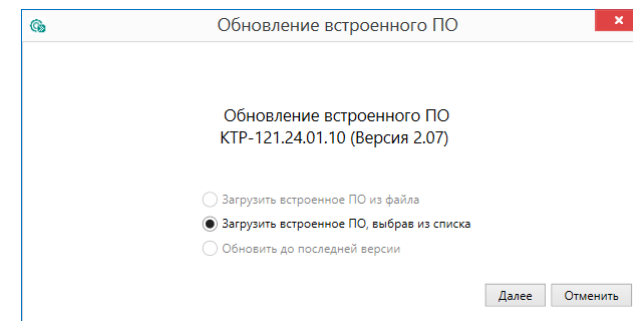 Обновление встроенного ПО
Обновление встроенного ПО
КТР-121.24.01.10 (Версия 2.07)
Загрузить встроенное ПО из файла
Загрузить встроенное ПО, выбрав из списка
Обновить до последней версии
Далее Отменить